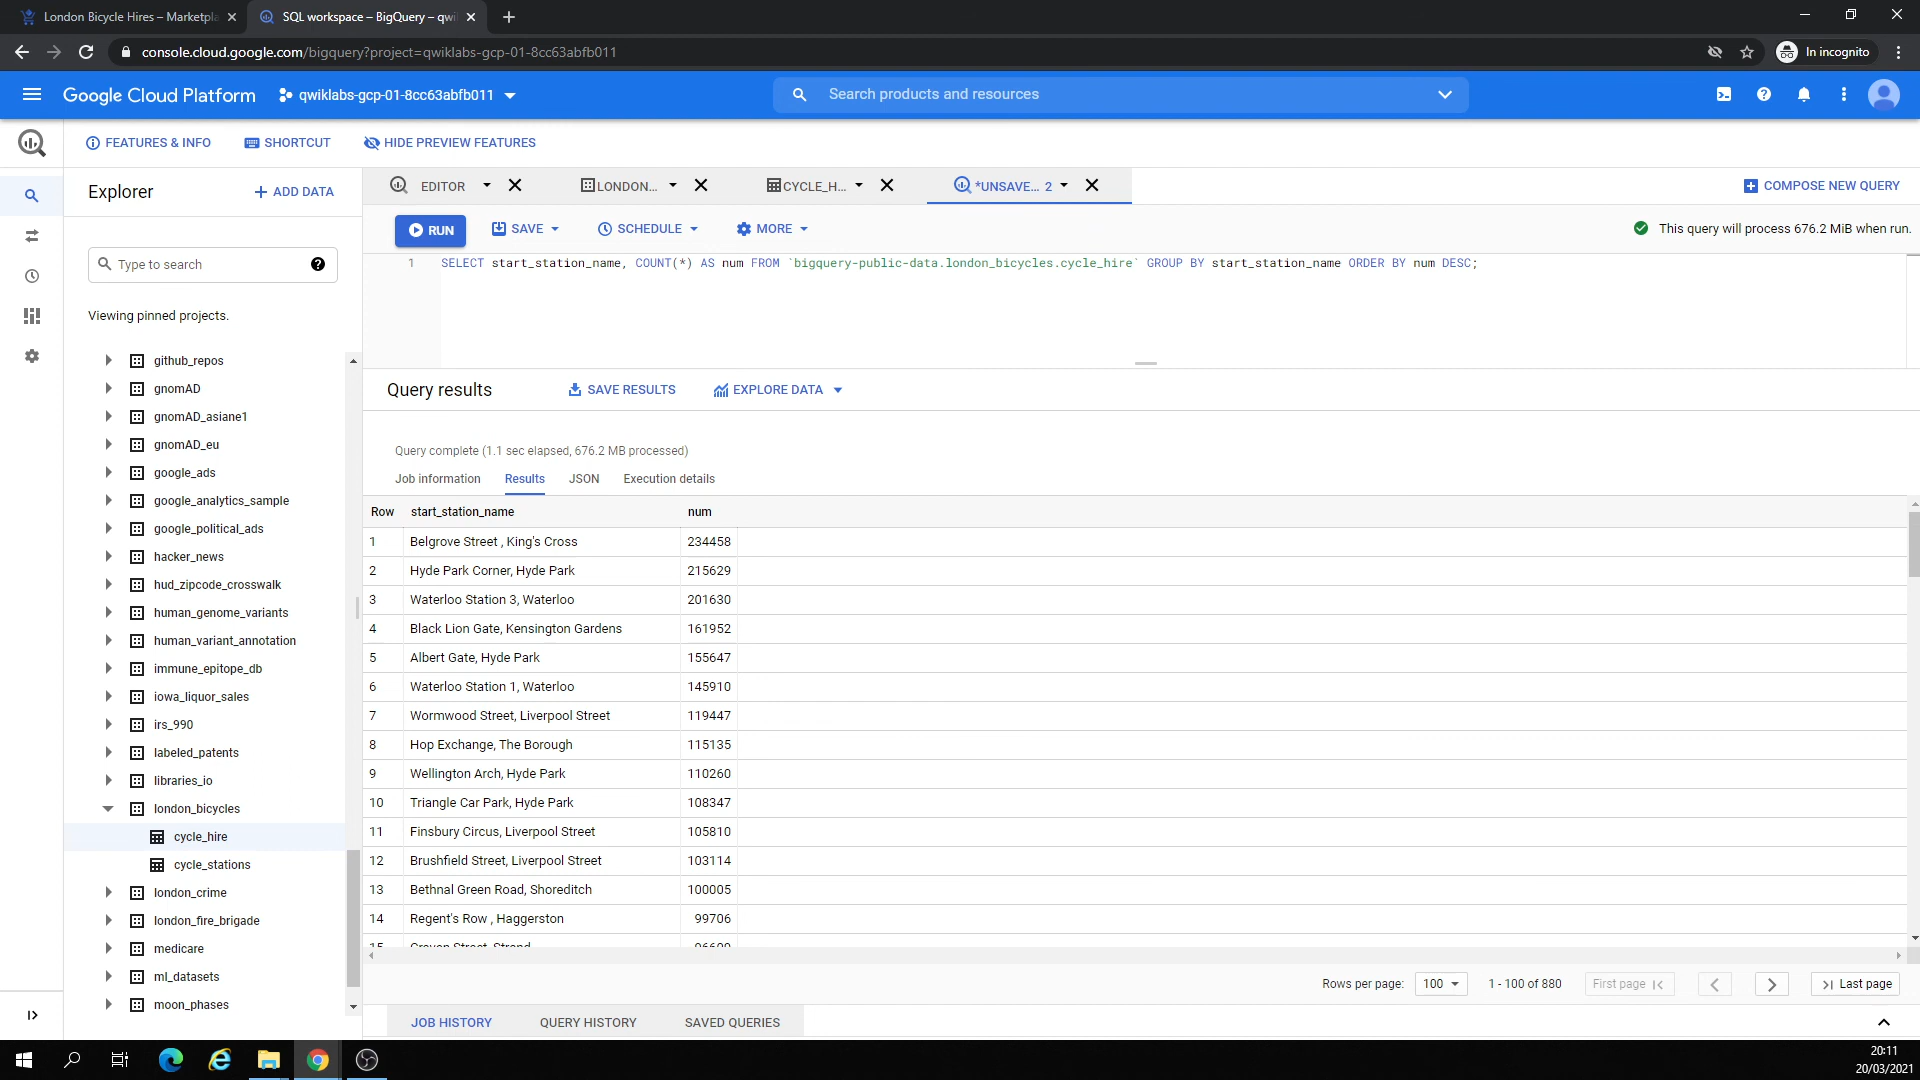 London Bicycle Hires – Marketpla
SQL workspace – BigQuery – qwi
console.cloud.google.com/bigquery?project=qwiklabs-gcp-01-8cc63abfb011
In incognito
Google Cloud Platform
qwiklabs-gcp-01-8cc63abfb011
Search products and resources
FEATURES & INFO
SHORTCUT
HIDE PREVIEW FEATURES
Explorer
ADD DATA
EDITOR
LONDON...
CYCLE_H...
*UNSAVE... 2
COMPOSE NEW QUERY
RUN
SAVE
SCHEDULE
MORE
This query will process 676.2 MiB when run.
Type to search
1 SELECT start_station_name, COUNT(*) AS num FROM `bigquery-public-data.london_bicycles.cycle_hire` GROUP BY start_station_name ORDER BY num DESC;
Viewing pinned projects.
github_repos
gnomAD
gnomAD_asiane1
gnomAD_eu
google_ads
google_analytics_sample
google_political_ads
hacker_news
hud_zipcode_crosswalk
human_genome_variants
human_variant_annotation
immune_epitope_db
iowa_liquor_sales
irs_990
labeled_patents
libraries_io
london_bicycles
cycle_hire
cycle_stations
london_crime
london_fire_brigade
medicare
ml_datasets
moon_phases
Query results
SAVE RESULTS
EXPLORE DATA
Query complete (1.1 sec elapsed, 676.2 MB processed)
Job information
Results
JSON
Execution details
Row start_station_name num
1 Belgrove Street , King's Cross 234458
2 Hyde Park Corner, Hyde Park 215629
3 Waterloo Station 3, Waterloo 201630
4 Black Lion Gate, Kensington Gardens 161952
5 Albert Gate, Hyde Park 155647
6 Waterloo Station 1, Waterloo 145910
7 Wormwood Street, Liverpool Street 119447
8 Hop Exchange, The Borough 115135
9 Wellington Arch, Hyde Park 110260
10 Triangle Car Park, Hyde Park 108347
11 Finsbury Circus, Liverpool Street 105810
12 Brushfield Street, Liverpool Street 103114
13 Bethnal Green Road, Shoreditch 100005
14 Regent's Row , Haggerston 99706
15 Craven Street, Strand
Rows per page: 100
1 - 100 of 880
First page
Last page
JOB HISTORY
QUERY HISTORY
SAVED QUERIES
20:11
20/03/2021